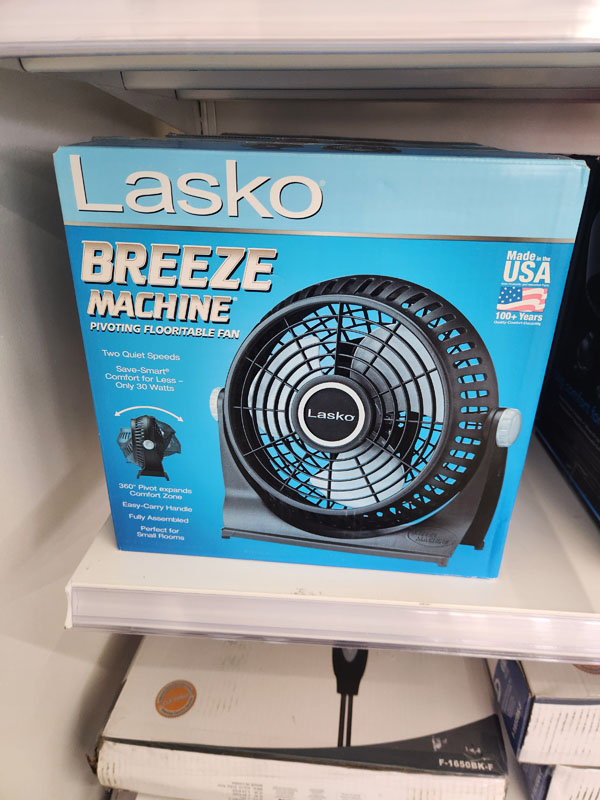 Lasko
BREEZE
MACHINE
PIVOTING FLOOR/TABLE FAN
Made in the
USA
100+ Years
Two Quiet Speeds
Save-Smart®
Comfort for Less –
Only 30 Watts
Lasko
360° Pivot expands
Comfort Zone
Easy-Carry Handle
Fully Assembled
Perfect for
Small Rooms
F-1650BK-F